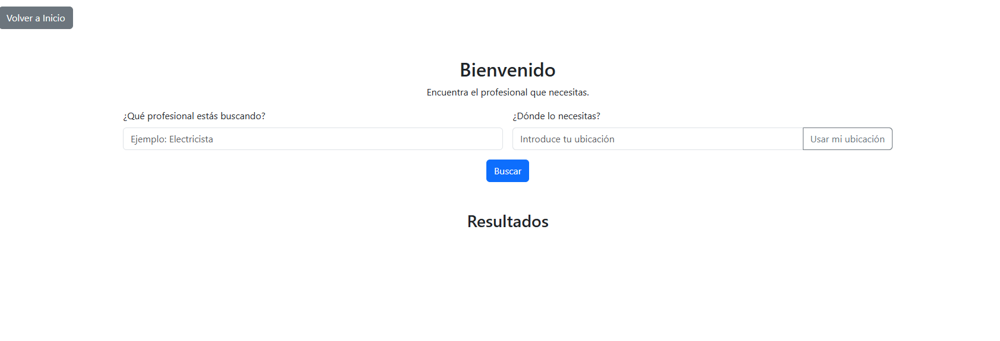 Volver a Inicio
Bienvenido
Encuentra el profesional que necesitas.
¿Qué profesional estás buscando?
Ejemplo: Electricista
¿Dónde lo necesitas?
Introduce tu ubicación
Usar mi ubicación
Buscar
Resultados